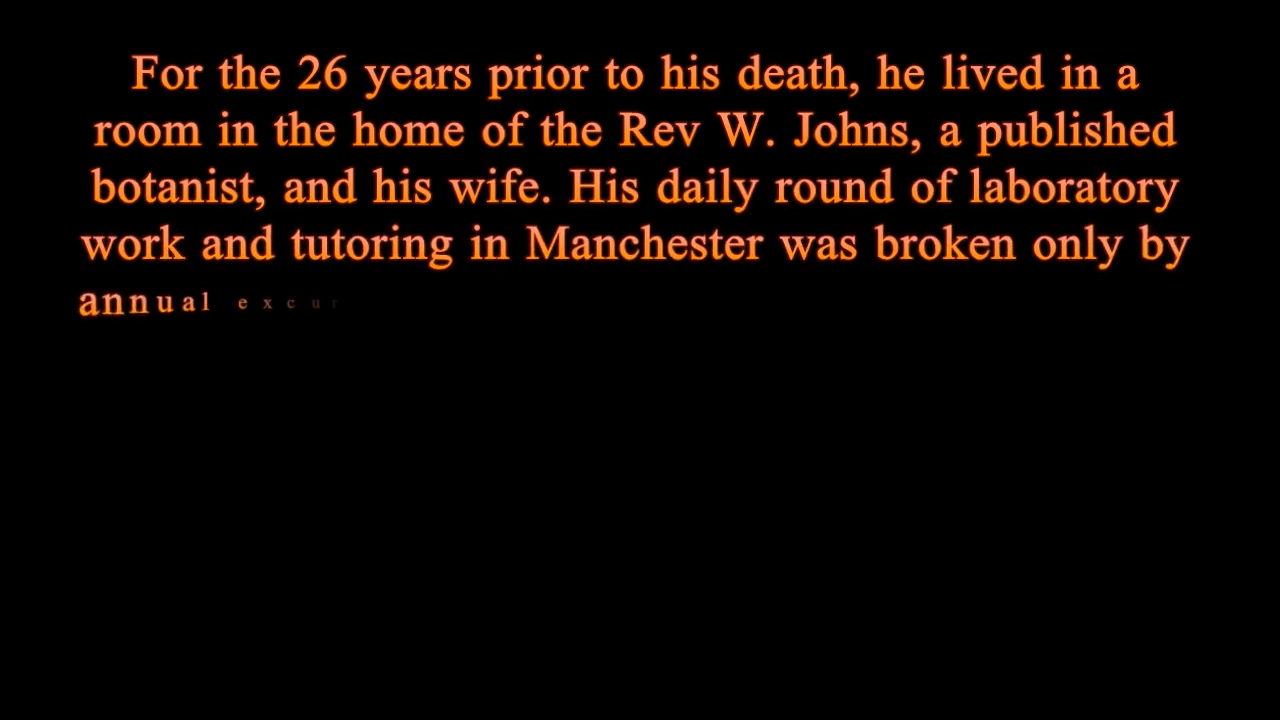 For the 26 years prior to his death, he lived in a
room in the home of the Rev W. Johns, a published
botanist, and his wife. His daily round of laboratory
work and tutoring in Manchester was broken only by
annual excur